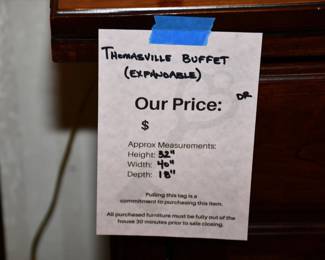 THOMASVILLE BUFFET
(EXPANDABLE)
DR
Our Price:
$
Approx Measurements:
Height: 32"
Width: 40"
Depth: 18"
Pulling this tag is a
commitment to purchasing this item.
All purchased furniture must be fully out of the
house 30 minutes prior to sale closing.